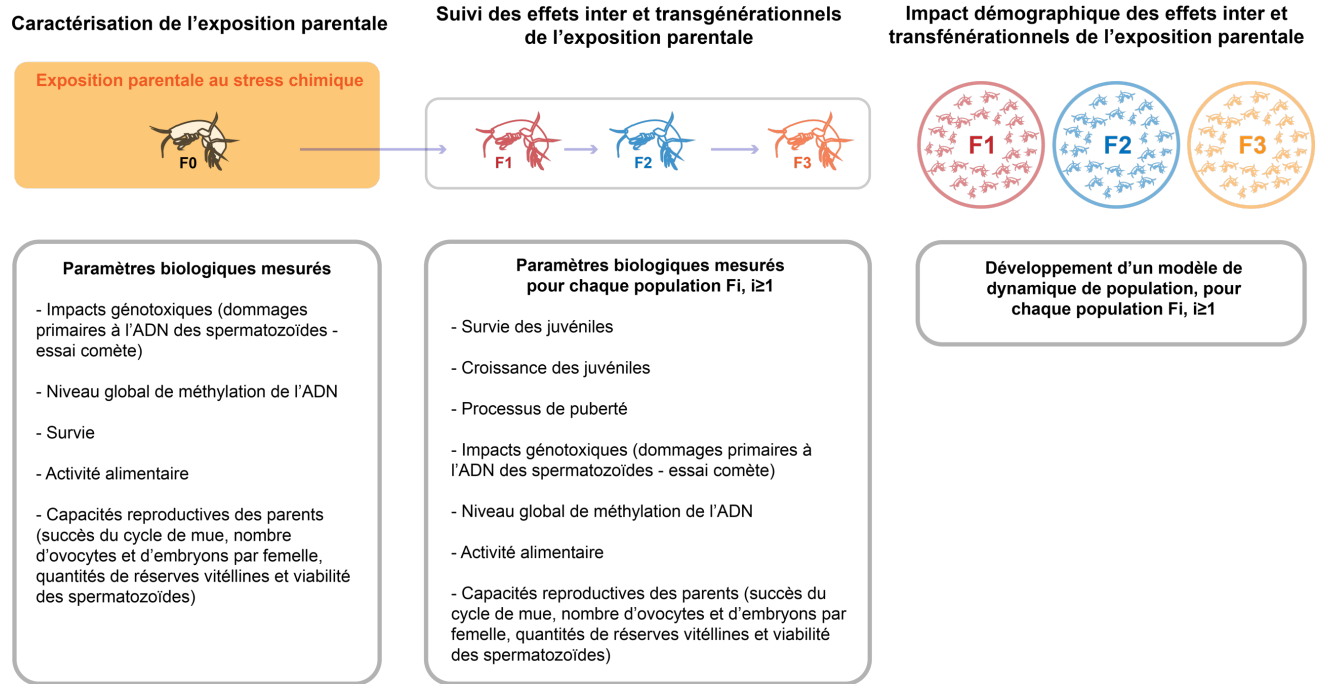 Caractérisation de l'exposition parentale
Exposition parentale au stress chimique
F0
Paramètres biologiques mesurés
- Impacts génotoxiques (dommages
primaires à l'ADN des spermatozoïdes -
essai comète)
- Niveau global de méthylation de l'ADN
- Survie
- Activité alimentaire
- Capacités reproductives des parents
(succès du cycle de mue, nombre
d'ovocytes et d'embryons par femelle,
quantités de réserves vitéllines et viabilité
des spermatozoïdes)
Suivi des effets inter et transgénérationnels
de l'exposition parentale
F1
F2
F3
Paramètres biologiques mesurés
pour chaque population Fi, i≥1
- Survie des juvéniles
- Croissance des juvéniles
- Processus de puberté
- Impacts génotoxiques (dommages primaires à
l'ADN des spermatozoïdes - essai comète)
- Niveau global de méthylation de l'ADN
- Activité alimentaire
- Capacités reproductives des parents (succès du
cycle de mue, nombre d'ovocytes et d'embryons par
femelle, quantités de réserves vitéllines et viabilité
des spermatozoïdes)
Impact démographique des effets inter et
transfénérationnels de l'exposition parentale
F1
F2
F3
Développement d'un modèle de
dynamique de population, pour
chaque population Fi, i≥1